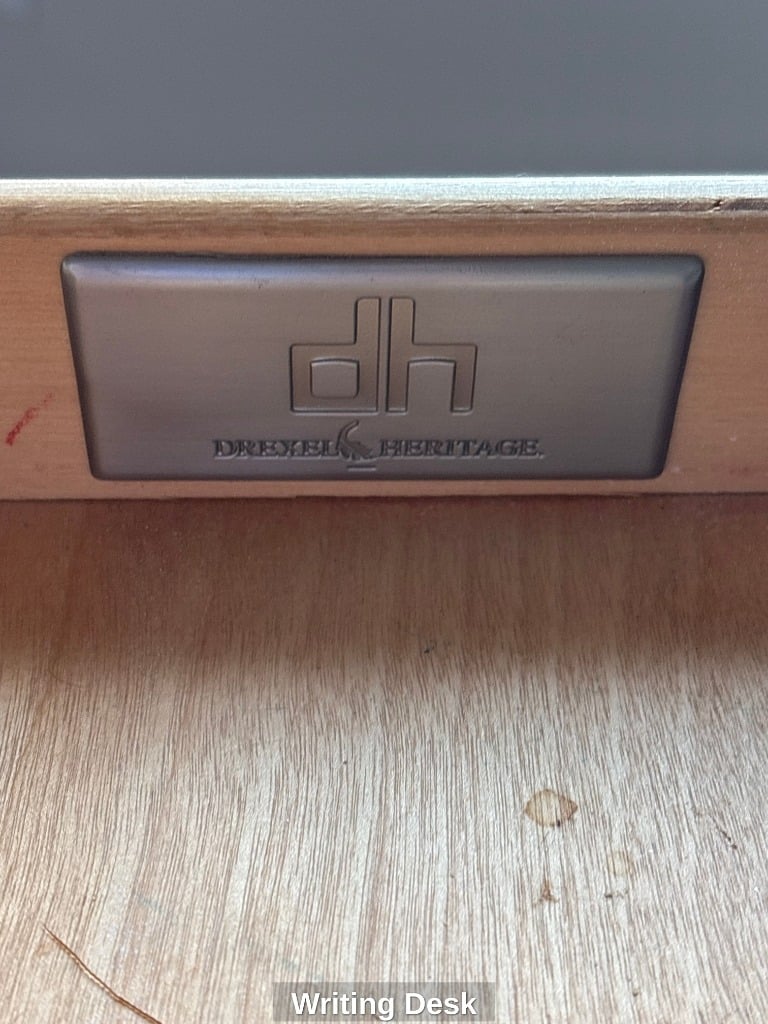 dh
DREXEL HERITAGE.
Writing Desk